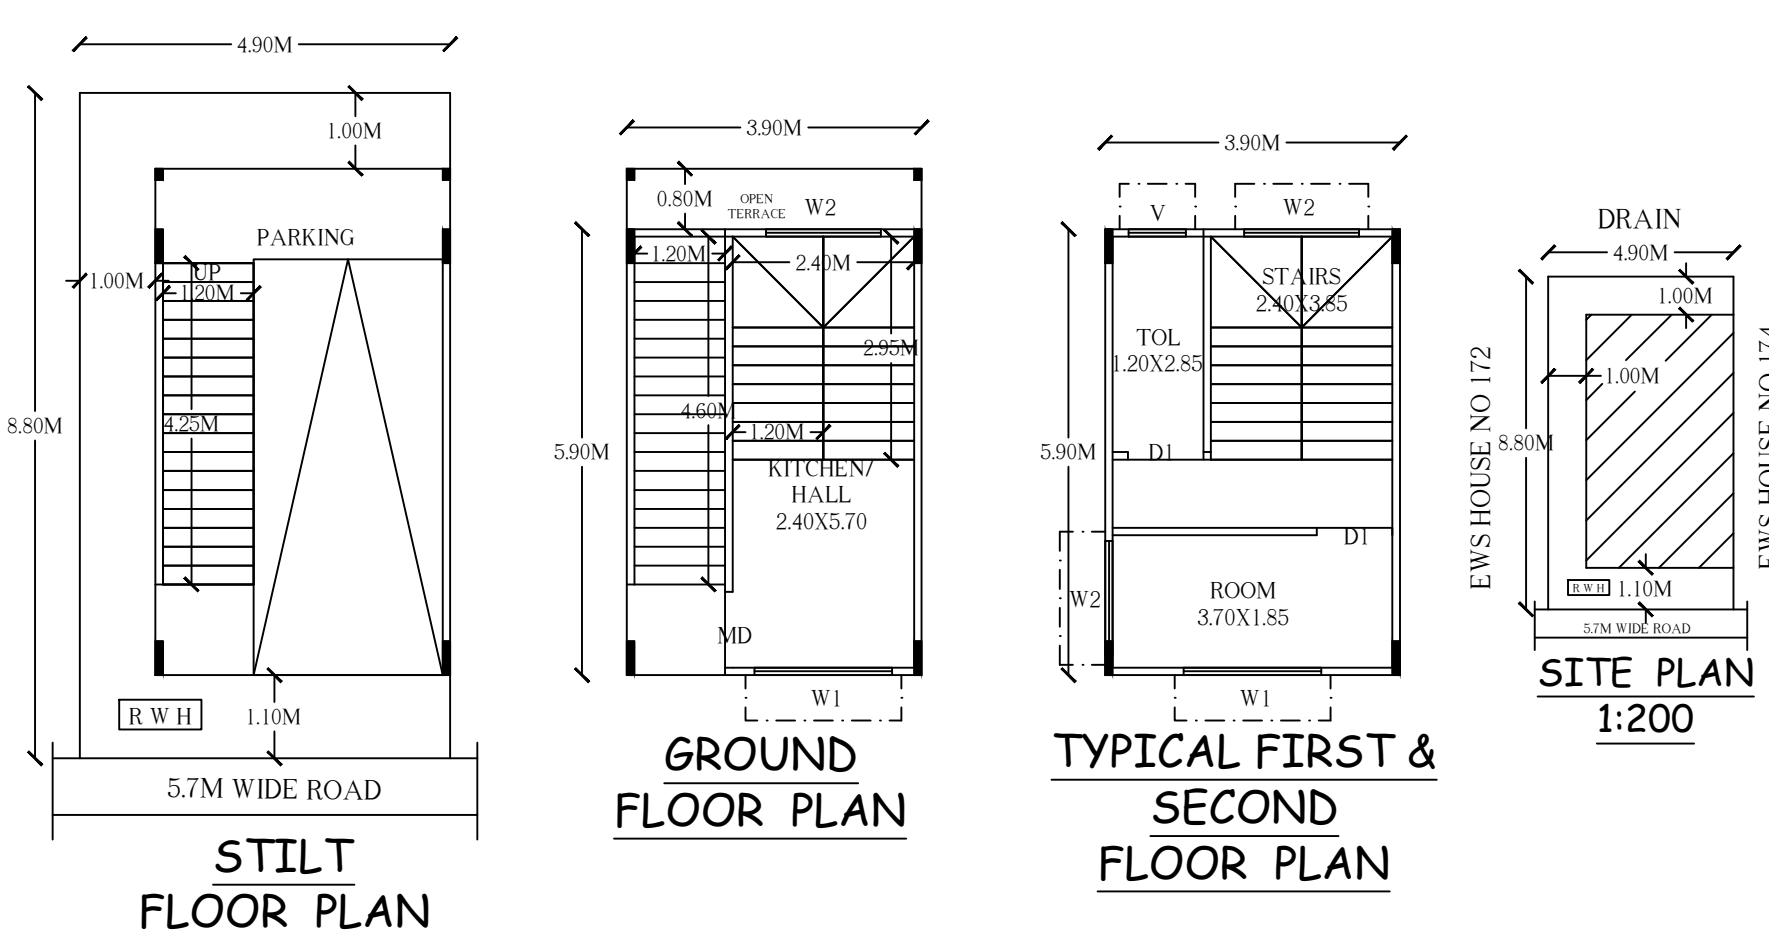 4.90M
1.00M
PARKING
UP
1.00M
1.20M
8.80M
4.25M
R W H
1.10M
5.7M WIDE ROAD
STILT
FLOOR PLAN
3.90M
0.80M
OPEN
TERRACE
W2
1.20M
2.40M
2.95M
4.60M
1.20M
5.90M
KITCHEN/
HALL
2.40X5.70
MD
W1
GROUND
FLOOR PLAN
3.90M
V
W2
STAIRS
2.40X3.85
TOL
1.20X2.85
5.90M
D1
D1
ROOM
3.70X1.85
W2
W1
TYPICAL FIRST &
SECOND
FLOOR PLAN
DRAIN
4.90M
1.00M
1.00M
EWS HOUSE NO 172
8.80M
EWS HOUSE NO 174
R W H
1.10M
5.7M WIDE ROAD
SITE PLAN
1:200